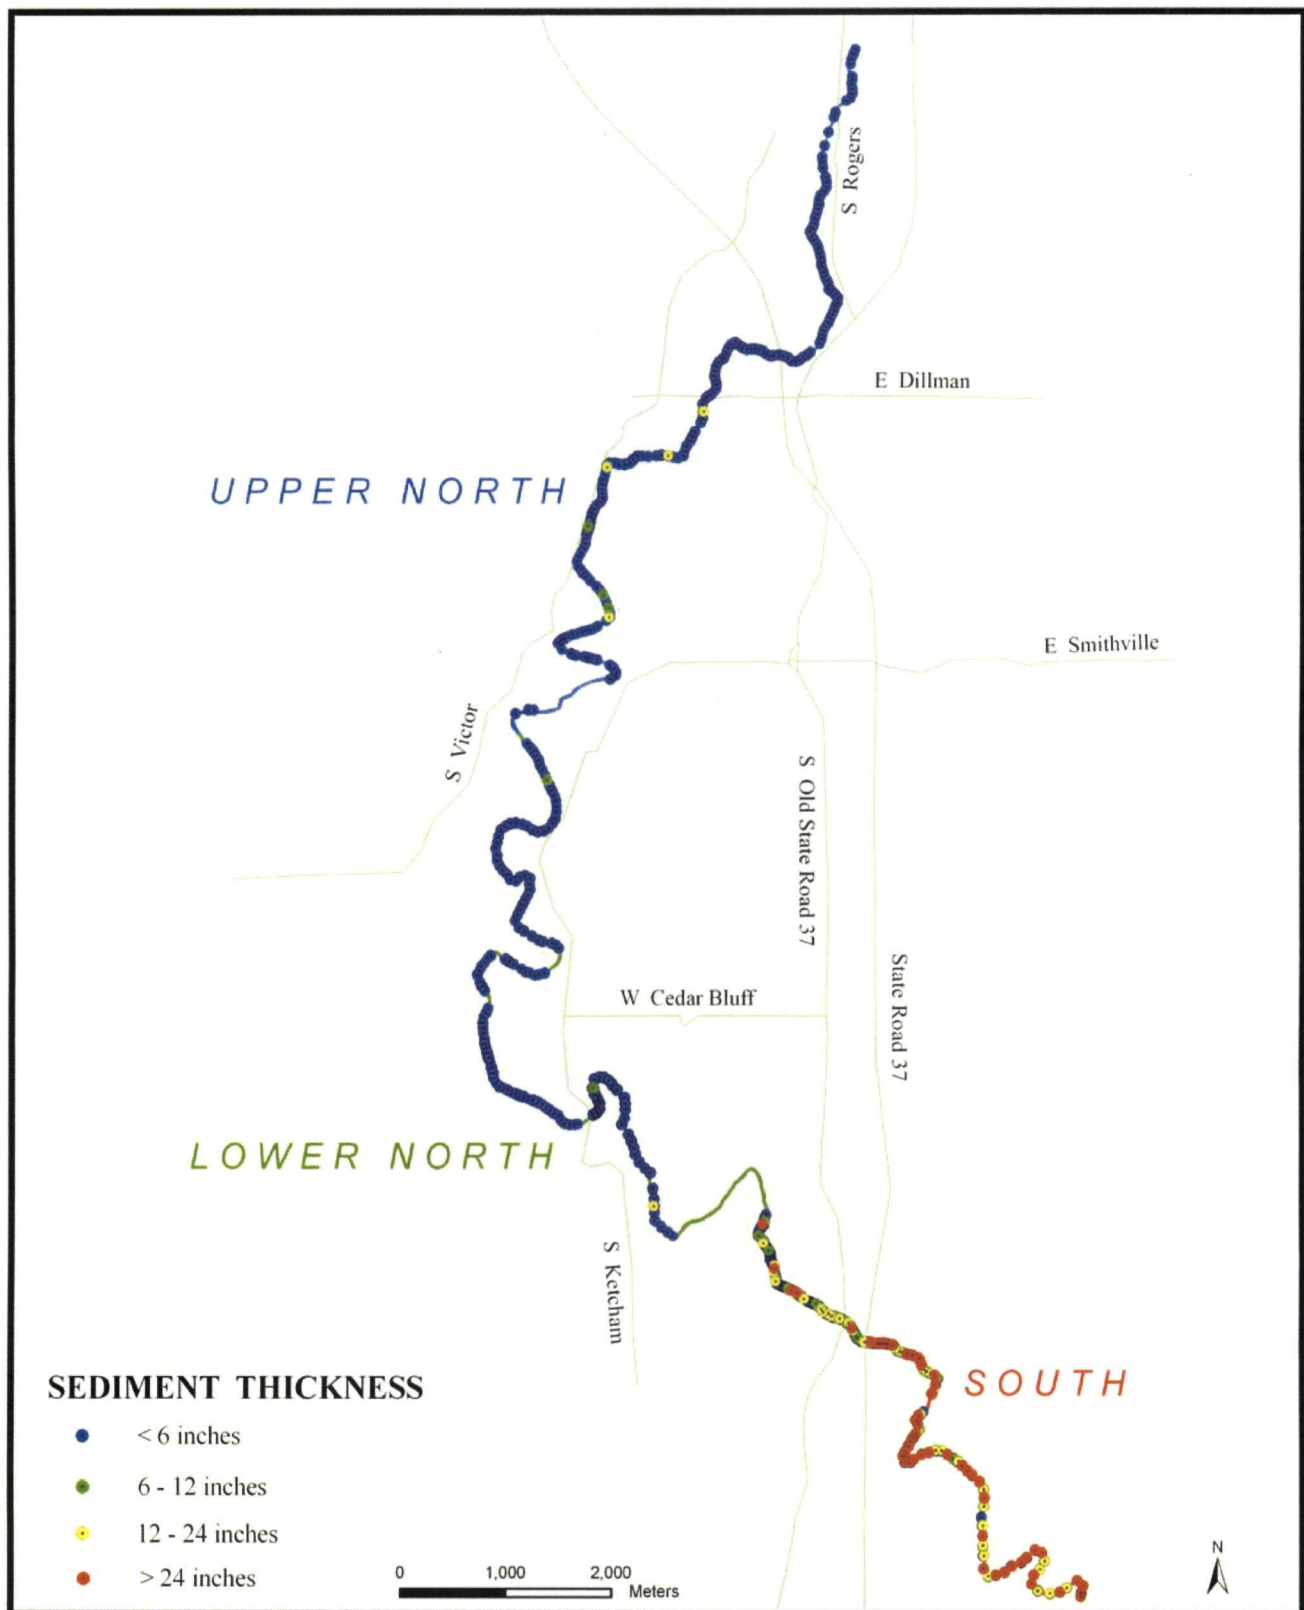 S Rogers
E Dillman
UPPER NORTH
E Smithville
S Victor
S Old State Road 37
State Road 37
W Cedar Bluff
LOWER NORTH
S Ketcham
SOUTH
SEDIMENT THICKNESS
< 6 inches
6 - 12 inches
12 - 24 inches
> 24 inches
0 1,000 2,000
Meters
N